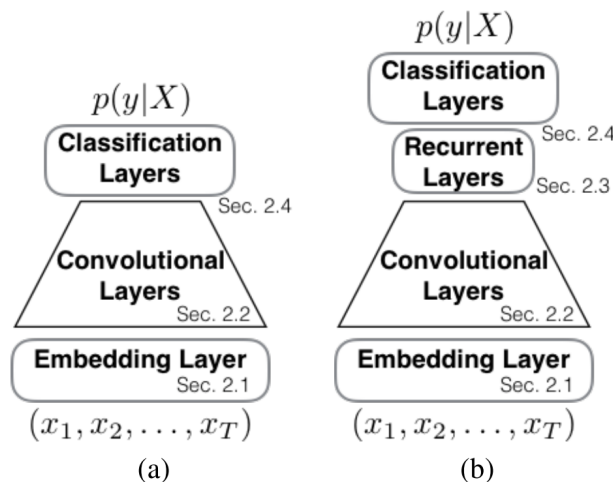 p(y|X)
Classification
Layers
Sec. 2.4
Convolutional
Layers
Sec. 2.2
Embedding Layer
Sec. 2.1
(x₁, x₂, . . . , x_T)
(a)
p(y|X)
Classification
Layers
Sec. 2.4
Recurrent
Layers
Sec. 2.3
Convolutional
Layers
Sec. 2.2
Embedding Layer
Sec. 2.1
(x₁, x₂, . . . , x_T)
(b)